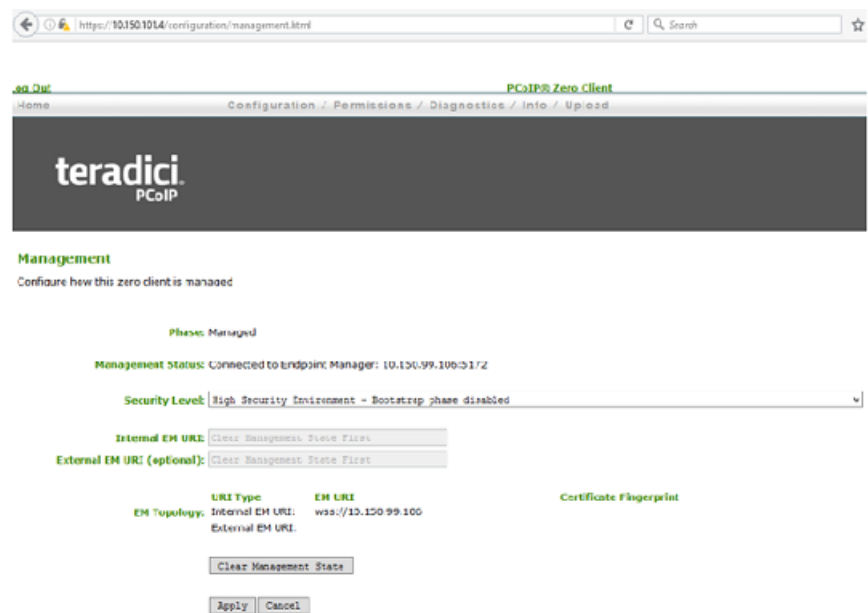 https://10.150.101.4/configuration/management.html
Search
Log Out
PCoIP® Zero Client
Home
Configuration / Permissions / Diagnostics / Info / Upload
teradici
PCoIP
Management
Configure how this zero client is managed
Phase: Managed
Management Status: Connected to Endpoint Manager: 10.150.99.106:5172
Security Level: High Security Environment - Bootstrap phase disabled
Internal EM URI: Clear Management State First
External EM URI (optional): Clear Management State First
URI Type EM URI Certificate Fingerprint
EM Topology: Internal EM URI: wss://10.150.99.106
External EM URI:
Clear Management State
Apply Cancel